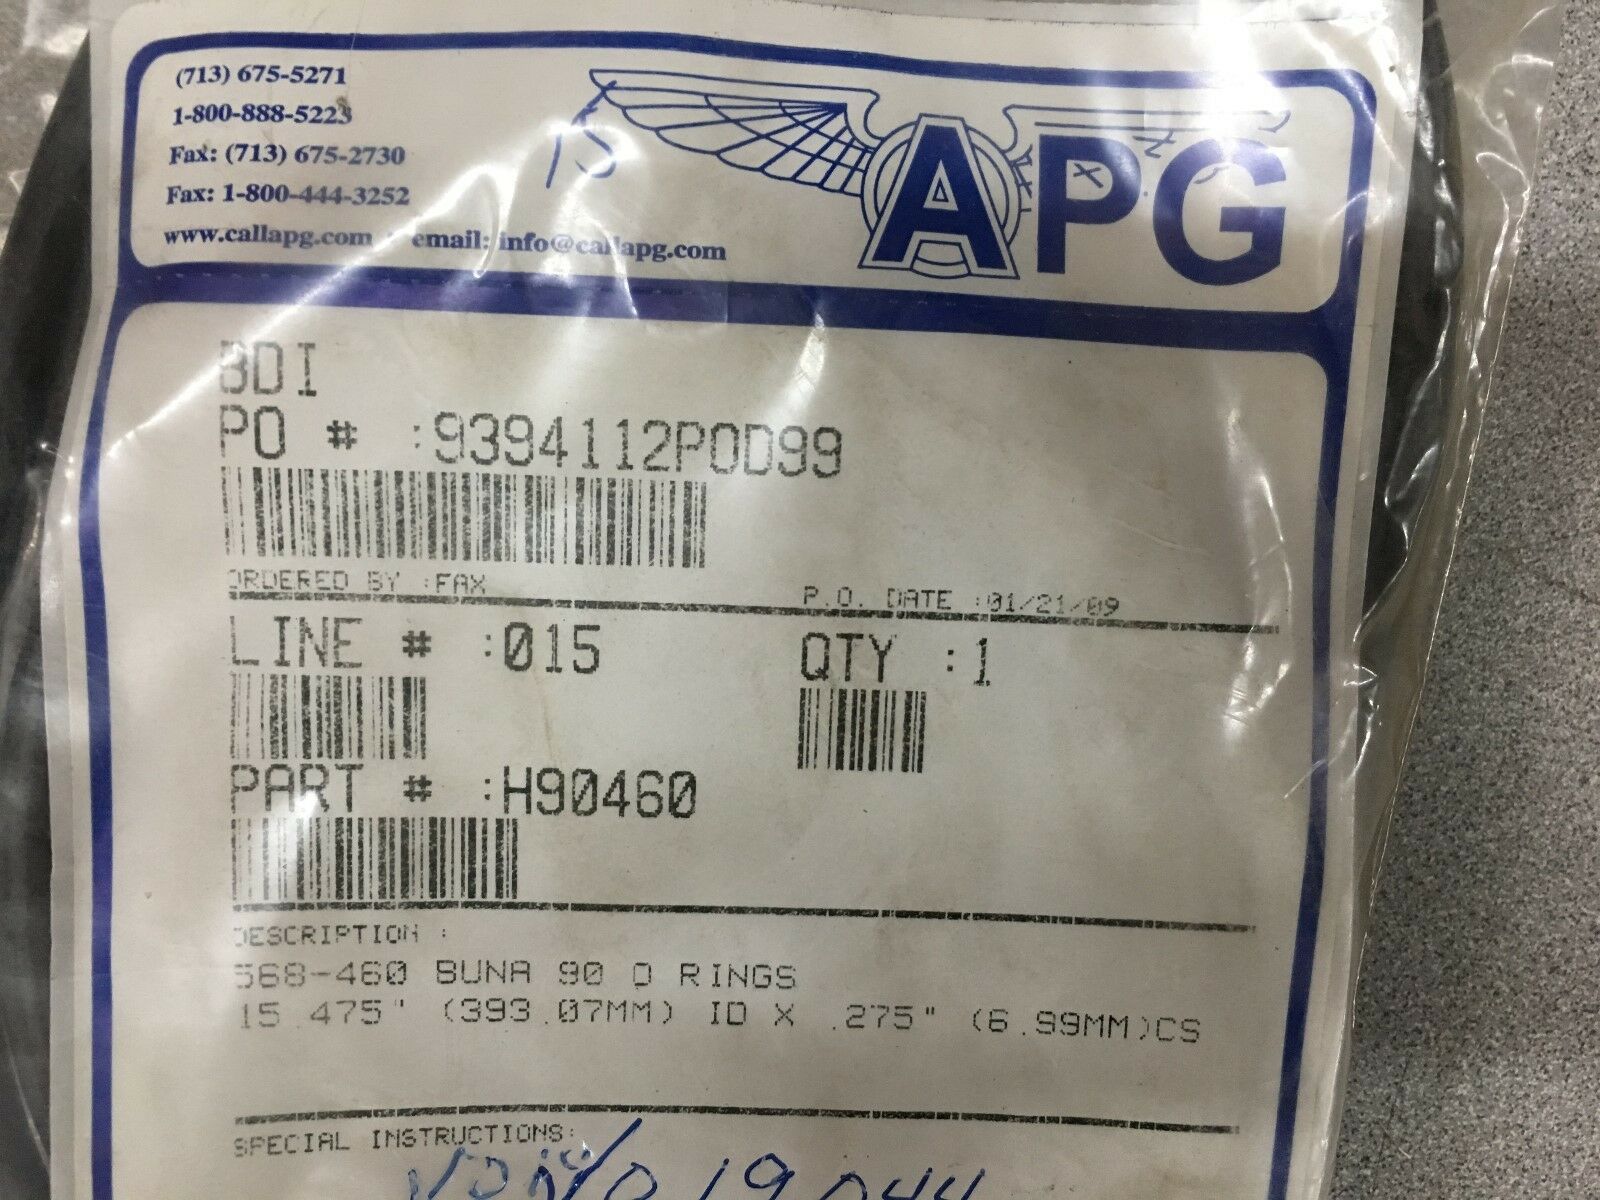 (713) 675-5271
1-800-888-5223
Fax: (713) 675-2730
Fax: 1-800-444-3252
www.callapg.com email: info@callapg.com
15
APG
BDI
PO # :9394112POD99
ORDERED BY :FAX
P.O. DATE :01/21/09
LINE # :015
QTY :1
PART # :H90460
DESCRIPTION :
568-460 BUNA 90 O RINGS
15.475" (393.07MM) ID X .275" (6.99MM)CS
SPECIAL INSTRUCTIONS: